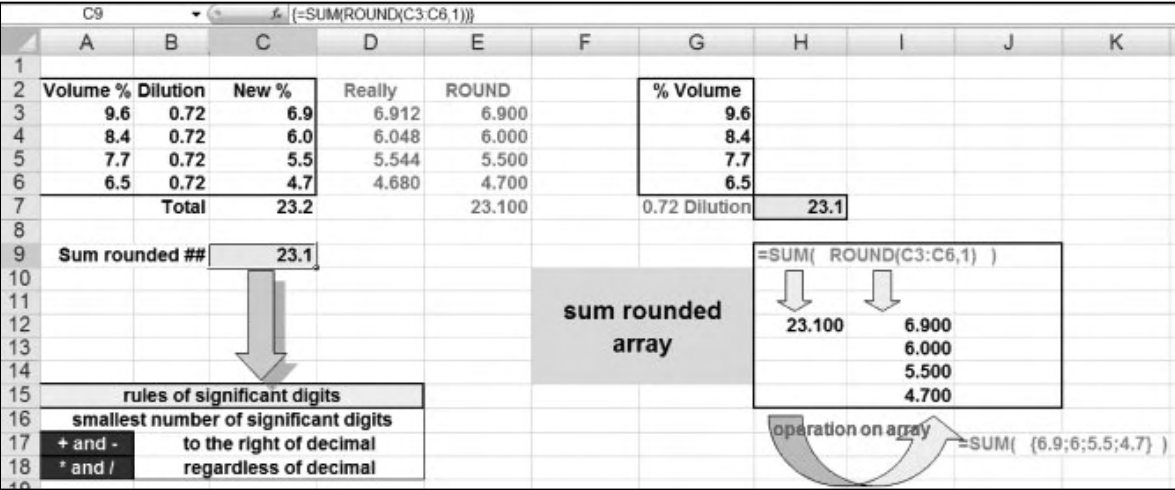 C9 fx {=SUM(ROUND(C3:C6,1))}
A B C D E F G H I J K
1
2 Volume % Dilution New % Really ROUND % Volume
3 9.6 0.72 6.9 6.912 6.900 9.6
4 8.4 0.72 6.0 6.048 6.000 8.4
5 7.7 0.72 5.5 5.544 5.500 7.7
6 6.5 0.72 4.7 4.680 4.700 6.5
7 Total 23.2 23.100 0.72 Dilution 23.1
8
9 Sum rounded ## 23.1 =SUM( ROUND(C3:C6,1) )
10
11
12 sum rounded array 23.100 6.900
13 6.000
14 5.500
15 rules of significant digits 4.700
16 smallest number of significant digits
17 + and - to the right of decimal operation on array =SUM( {6.9;6;5.5;4.7} )
18 * and / regardless of decimal
19